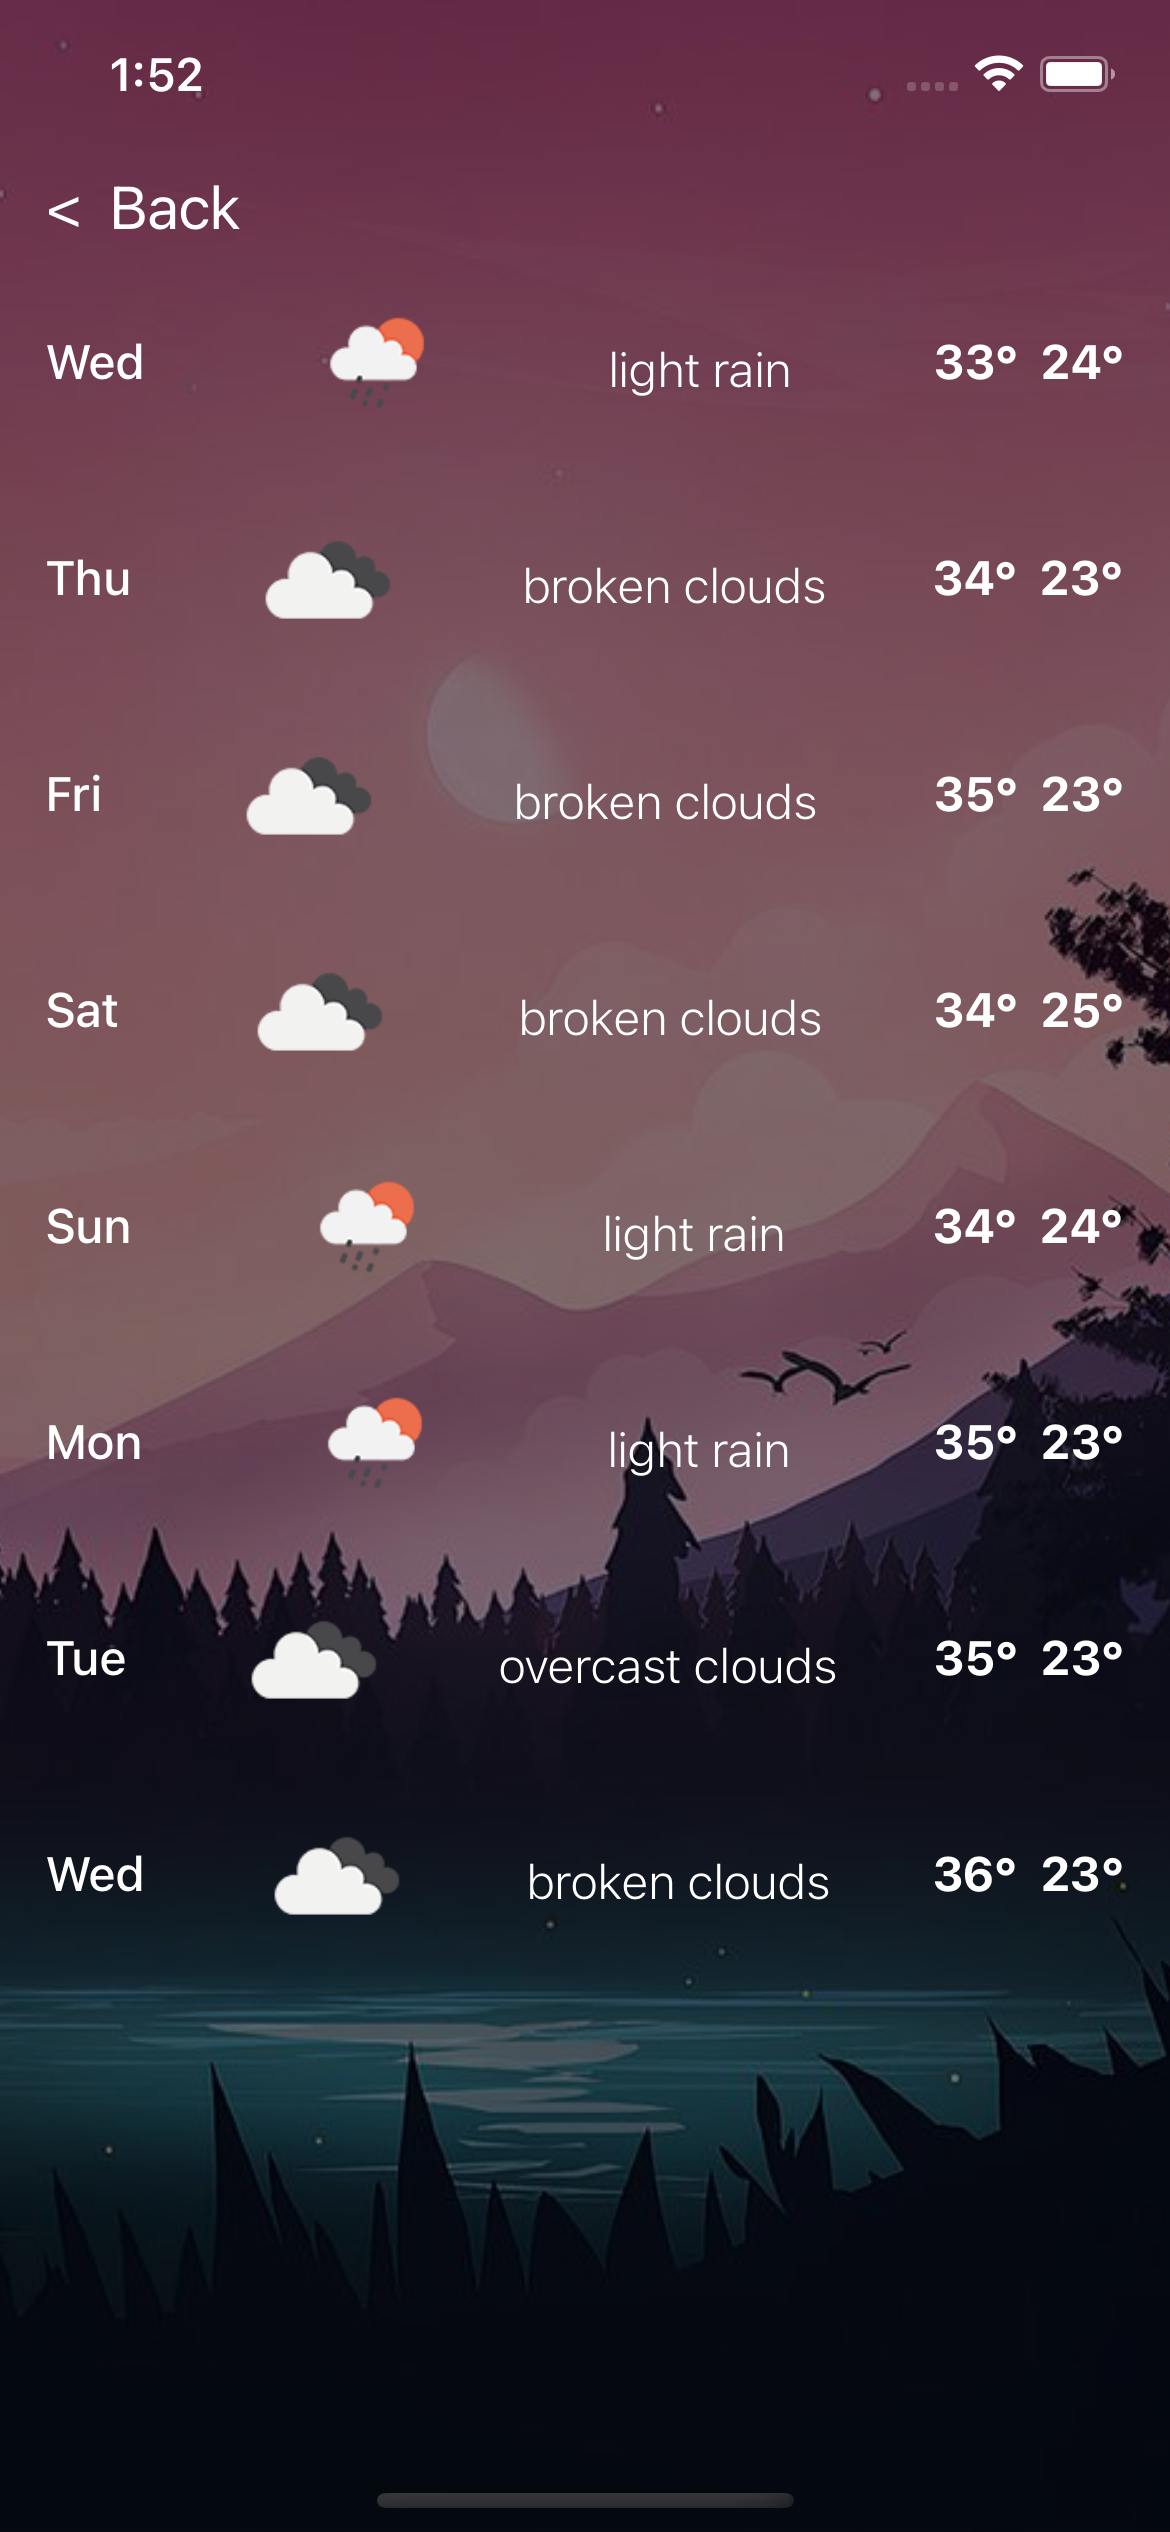 1:52
< Back
Wed light rain 33° 24°
Thu broken clouds 34° 23°
Fri broken clouds 35° 23°
Sat broken clouds 34° 25°
Sun light rain 34° 24°
Mon light rain 35° 23°
Tue overcast clouds 35° 23°
Wed broken clouds 36° 23°